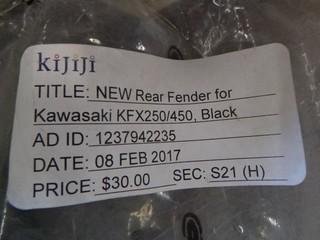 kijiji
TITLE: NEW Rear Fender for
Kawasaki KFX250/450, Black
AD ID: 1237942235
DATE: 08 FEB 2017
PRICE: $30.00 SEC: S21 (H)